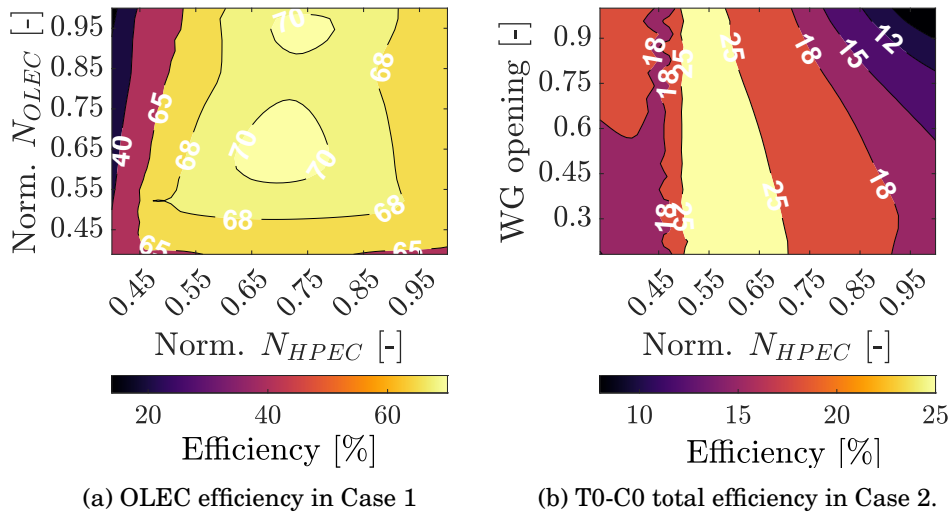 Norm. N_OLEC [-]
0.95
0.85
0.75
0.65
0.55
0.45
40
65
68
70
68
70
68
68
65
65
0.45 0.55 0.65 0.75 0.85 0.95
Norm. N_HPEC [-]
20 40 60
Efficiency [%]
(a) OLEC efficiency in Case 1
WG opening [-]
0.9
0.75
0.6
0.45
0.3
18
18
25
25
18
15
12
18
25
18
25
0.45 0.55 0.65 0.75 0.85 0.95
Norm. N_HPEC [-]
10 15 20 25
Efficiency [%]
(b) T0-C0 total efficiency in Case 2.